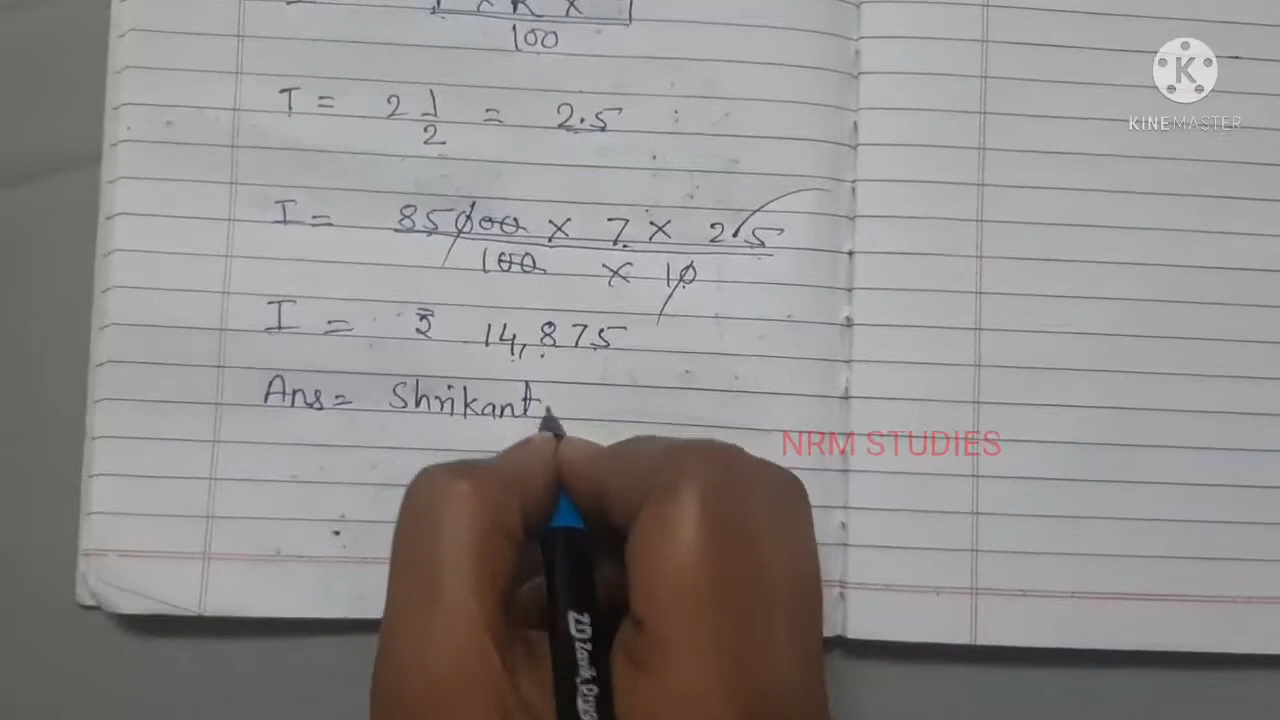 100
T = 2 1/2 = 2.5
I = 85000 × 7 × 25
100 × 10
I = ₹ 14,875
Ans = Shrikant
KINEMASTER
NRM STUDIES